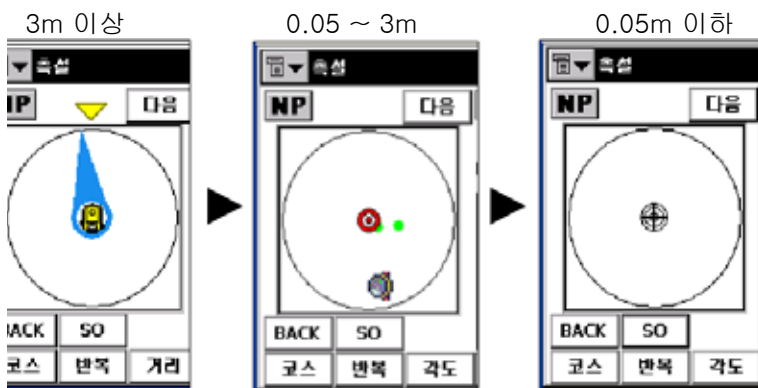 3m 이상
0.05 ~ 3m
0.05m 이하
측설
NP
다음
BACK
SO
코스
반복
거리
측설
NP
다음
BACK
SO
코스
반복
각도
측설
NP
다음
BACK
SO
코스
반복
각도